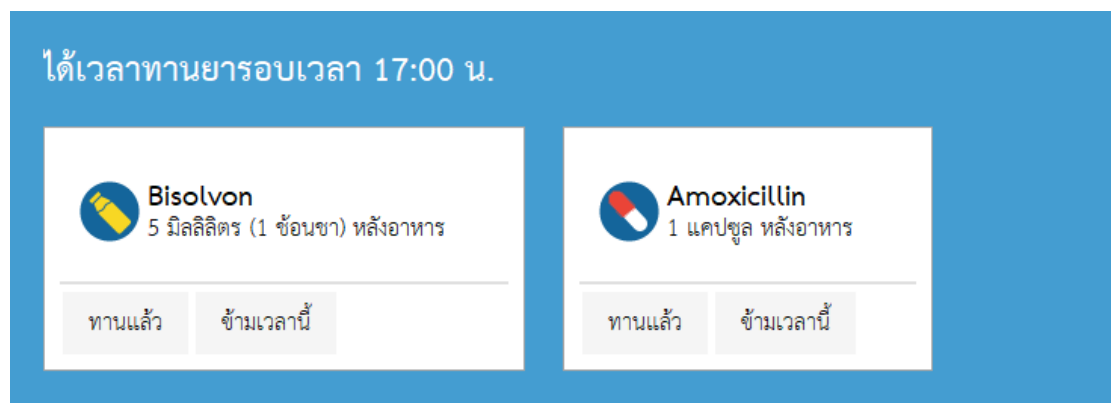 ได้เวลาทานยารอบเวลา 17:00 น.
Bisolvon
5 มิลลิลิตร (1 ช้อนชา) หลังอาหาร
ทานแล้ว ข้ามเวลานี้
Amoxicillin
1 แคปซูล หลังอาหาร
ทานแล้ว ข้ามเวลานี้